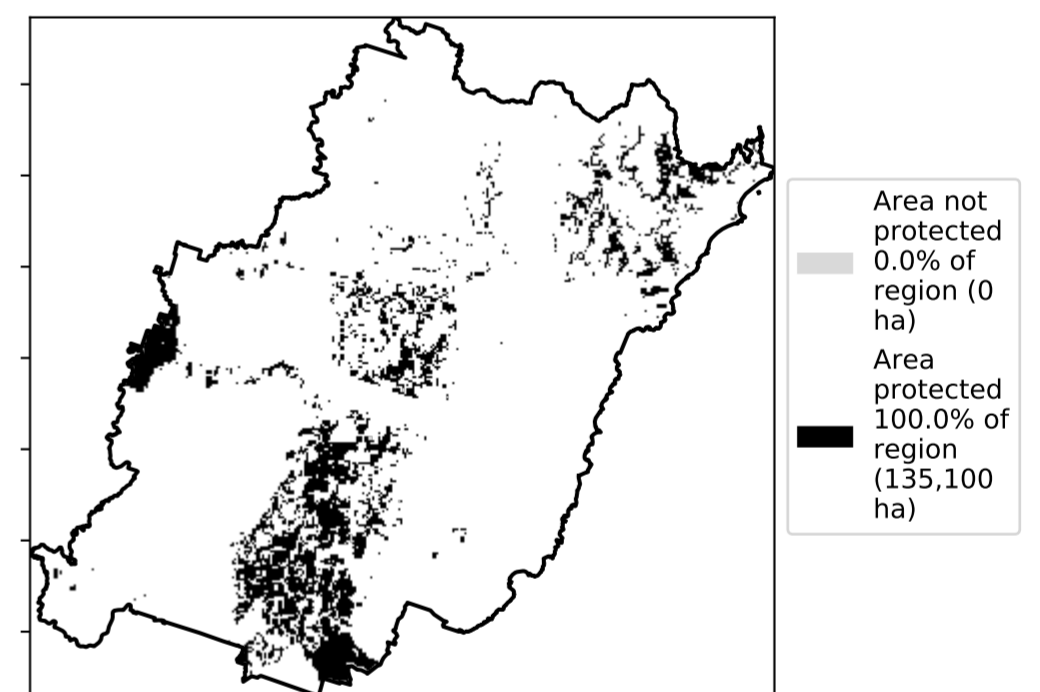 Area not
protected
0.0% of
region (0
ha)
Area
protected
100.0% of
region
(135,100
ha)